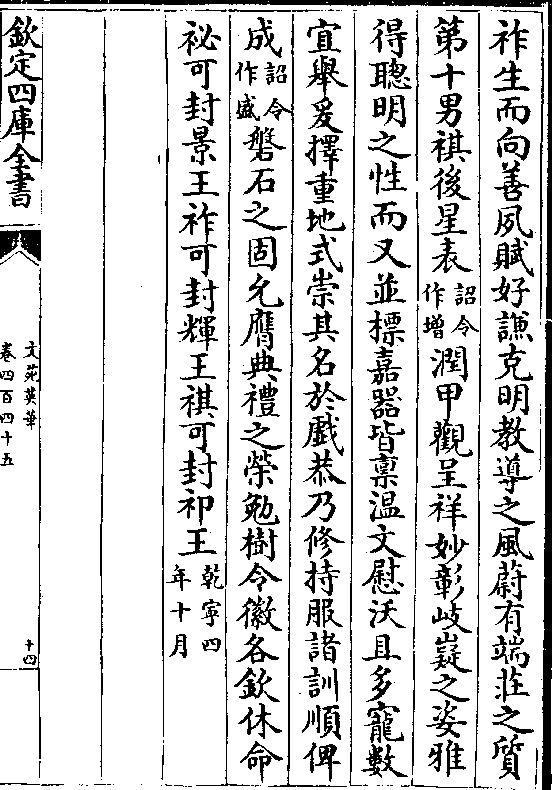 祚生而向善夙賦好謙克明教導之風蔚有端莊之質
第十男祺後星表詔令作增潤甲觀呈祥妙彰岐嶷之姿雅
得聰明之性而又並標嘉器皆禀温文慰沃且多寵數
宜舉爰擇重地式崇其名於戲恭乃修持服諸訓順俾
成詔令作盛磐石之固允膺典禮之榮勉樹令徽各欽休命
祕可封景王祚可封輝王祺可封祁王乾寧四年十月
欽定四庫全書
文苑英華
卷四百四十五
十四